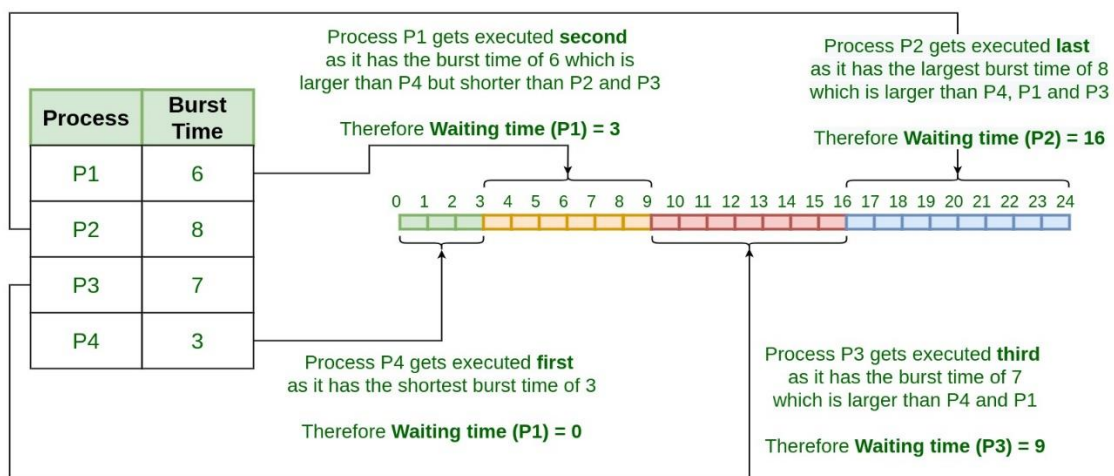 Process P1 gets executed second
as it has the burst time of 6 which is
larger than P4 but shorter than P2 and P3
Therefore Waiting time (P1) = 3
Process P2 gets executed last
as it has the largest burst time of 8
which is larger than P4, P1 and P3
Therefore Waiting time (P2) = 16
Process Burst Time
P1 6
P2 8
P3 7
P4 3
0 1 2 3 4 5 6 7 8 9 10 11 12 13 14 15 16 17 18 19 20 21 22 23 24
Process P4 gets executed first
as it has the shortest burst time of 3
Therefore Waiting time (P1) = 0
Process P3 gets executed third
as it has the burst time of 7
which is larger than P4 and P1
Therefore Waiting time (P3) = 9